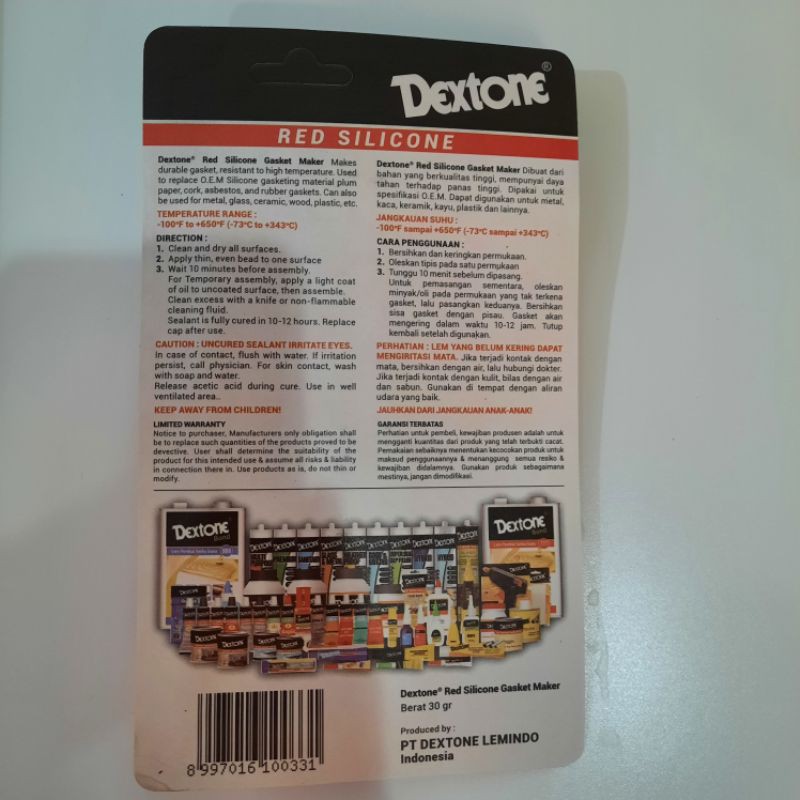 Dextone®
RED SILICONE
Dextone® Red Silicone Gasket Maker Makes
durable gasket, resistant to high temperature. Used
to replace O.E.M Silicone gasketing material plum
paper, cork, asbestos, and rubber gaskets. Can also
be used for metal, glass, ceramic, wood, plastic, etc.
TEMPERATURE RANGE :
-100°F to +650°F (-73°C to +343°C)
DIRECTION :
1. Clean and dry all surfaces.
2. Apply thin, even bead to one surface
3. Wait 10 minutes before assembly.
For Temporary assembly, apply a light coat
of oil to uncoated surface, then assemble.
Clean excess with a knife or non-flammable
cleaning fluid.
Sealant is fully cured in 10-12 hours. Replace
cap after use.
CAUTION : UNCURED SEALANT IRRITATE EYES.
In case of contact, flush with water. If irritation
persist, call physician. For skin contact, wash
with soap and water.
Release acetic acid during cure. Use in well
ventilated area..
KEEP AWAY FROM CHILDREN!
LIMITED WARRANTY
Notice to purchaser, Manufacturers only obligation shall
be to replace such quantities of the products proved to be
devective. User shall determine the suitability of the
product for this intended use & assume all risks & liability
in connection there in. Use products as is, do not thin or
modify.
Dextone® Red Silicone Gasket Maker Dibuat dari
bahan yang berkualitas tinggi, mempunyai daya
tahan terhadap panas tinggi. Dipakai untuk
spesifikasi O.E.M. Dapat digunakan untuk metal,
kaca, keramik, kayu, plastik dan lainnya.
JANGKAUAN SUHU :
-100°F sampai +650°F (-73°C sampai +343°C)
CARA PENGGUNAAN :
1. Bersihkan dan keringkan permukaan.
2. Oleskan tipis pada satu permukaan
3. Tunggu 10 menit sebelum dipasang.
Untuk pemasangan sementara, oleskan
minyak/oli pada permukaan yang tak terkena
gasket, lalu pasangkan keduanya. Bersihkan
sisa gasket dengan pisau. Gasket akan
mengering dalam waktu 10-12 jam. Tutup
kembali setelah digunakan.
PERHATIAN : LEM YANG BELUM KERING DAPAT
MENGIRITASI MATA. Jika terjadi kontak dengan
mata, bersihkan dengan air, lalu hubungi dokter.
Jika terjadi kontak dengan kulit, bilas dengan air
dan sabun. Gunakan di tempat dengan aliran
udara yang baik.
JAUHKAN DARI JANGKAUAN ANAK-ANAK!
GARANSI TERBATAS
Perhatian untuk pembeli, kewajiban produsen adalah untuk
mengganti kuantitas dari produk yang telah terbukti cacat.
Pemakaian sebaiknya menentukan kecocokan produk untuk
maksud penggunaannya & menanggung semua resiko &
kewajiban didalamnya. Gunakan produk sebagaimana
mestinya, jangan dimodifikasi.
Dextone
Dextone
8 997016 100331
Dextone® Red Silicone Gasket Maker
Berat 30 gr
Produced by :
PT DEXTONE LEMINDO
Indonesia